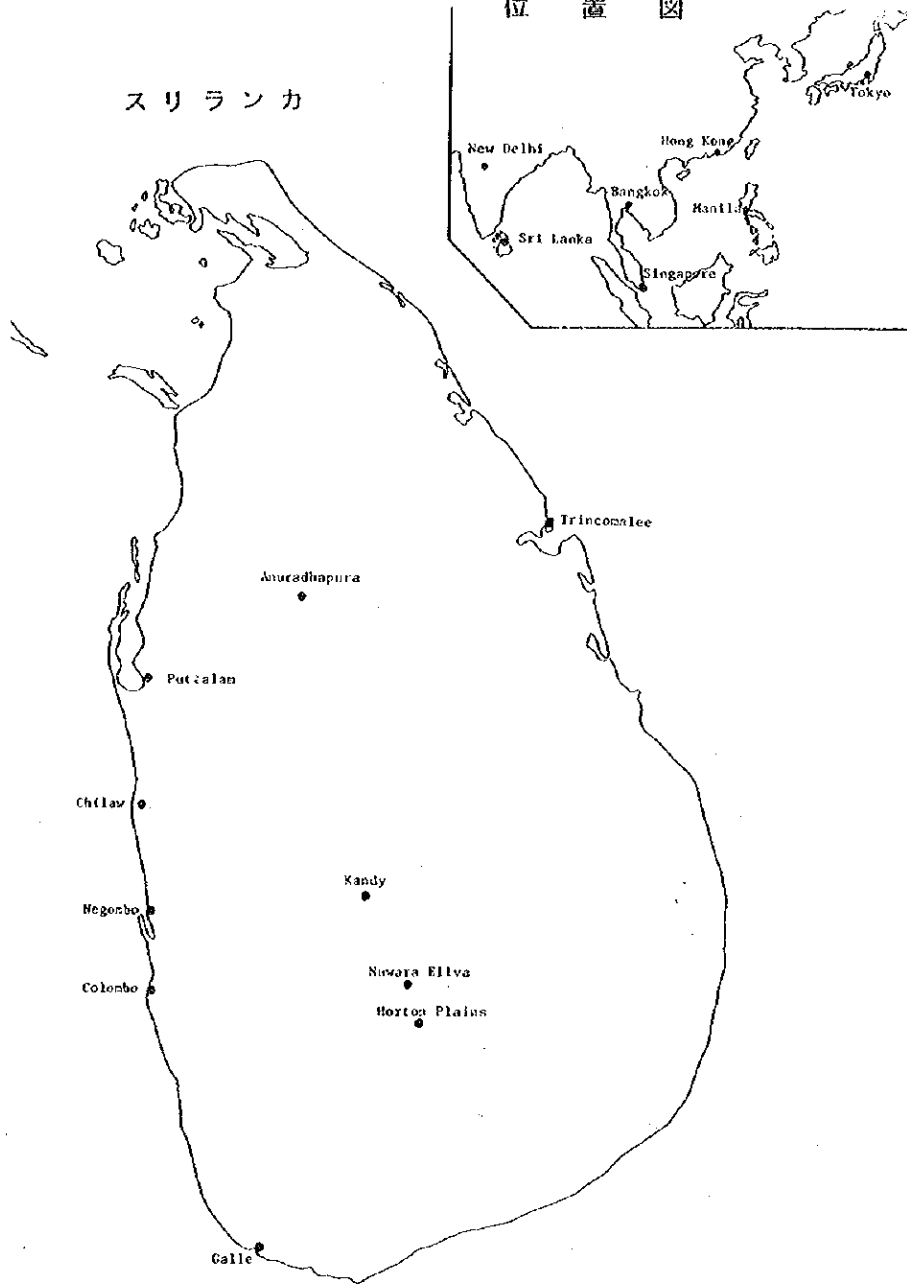 位置図
スリランカ
Tokyo
Hong Kong
New Delhi
Bangkok
Manila
Sri Lanka
Singapore
Trincomalee
Anuradhapura
Puttalam
Chilaw
Kandy
Negombo
Nuwara Eliya
Colombo
Horton Plains
Galle